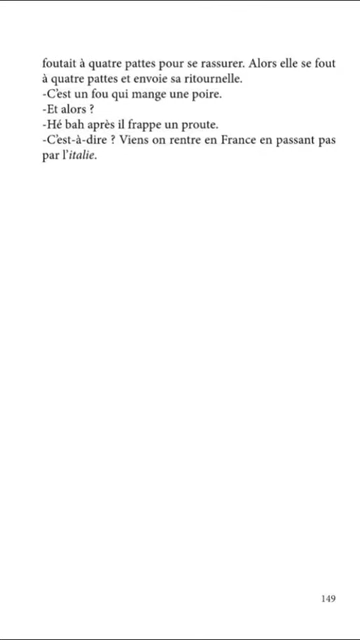 foutait à quatre pattes pour se rassurer. Alors elle se fout
à quatre pattes et envoie sa ritournelle.
-C'est un fou qui mange une poire.
-Et alors ?
-Hé bah après il frappe un proute.
-C'est-à-dire ? Viens on rentre en France en passant pas
par l'italie.
149